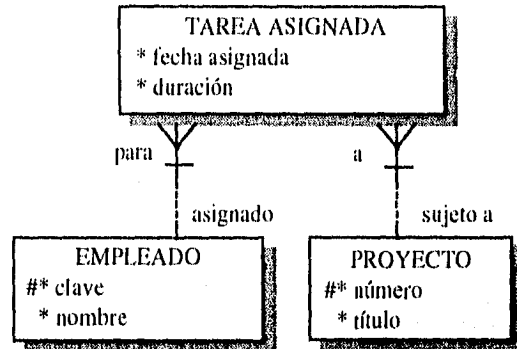 TAREA ASIGNADA
* fecha asignada
* duración
para
a
asignado
sujeto a
EMPLEADO
#* clave
* nombre
PROYECTO
#* número
* título